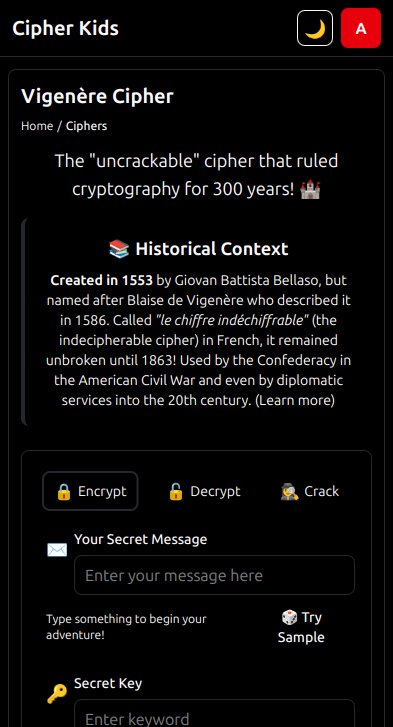 Cipher Kids
A
Vigenère Cipher
Home / Ciphers
The "uncrackable" cipher that ruled
cryptography for 300 years! 🏰
📚 Historical Context
Created in 1553 by Giovan Battista Bellaso, but
named after Blaise de Vigenère who described it
in 1586. Called "le chiffre indéchiffrable" (the
indecipherable cipher) in French, it remained
unbroken until 1863! Used by the Confederacy in
the American Civil War and even by diplomatic
services into the 20th century. (Learn more)
🔒 Encrypt
🔓 Decrypt
🕵️ Crack
Your Secret Message
Enter your message here
Type something to begin your
adventure!
🎲 Try
Sample
Secret Key
Enter keyword